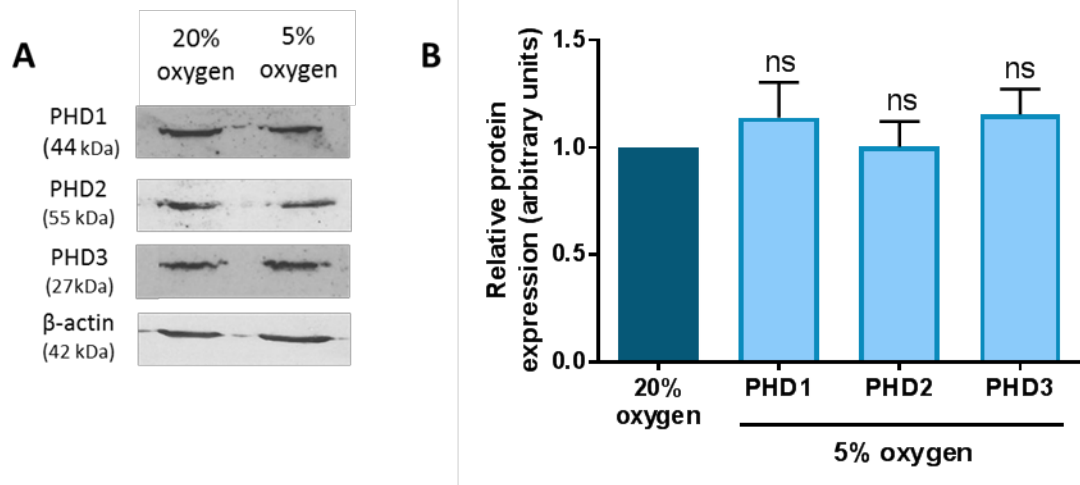 A
20%
oxygen
5%
oxygen
PHD1
(44 kDa)
PHD2
(55 kDa)
PHD3
(27kDa)
β-actin
(42 kDa)
B
Relative protein
expression (arbitrary units)
1.5
1.0
0.5
0.0
ns
ns
ns
20%
oxygen
PHD1
PHD2
PHD3
5% oxygen